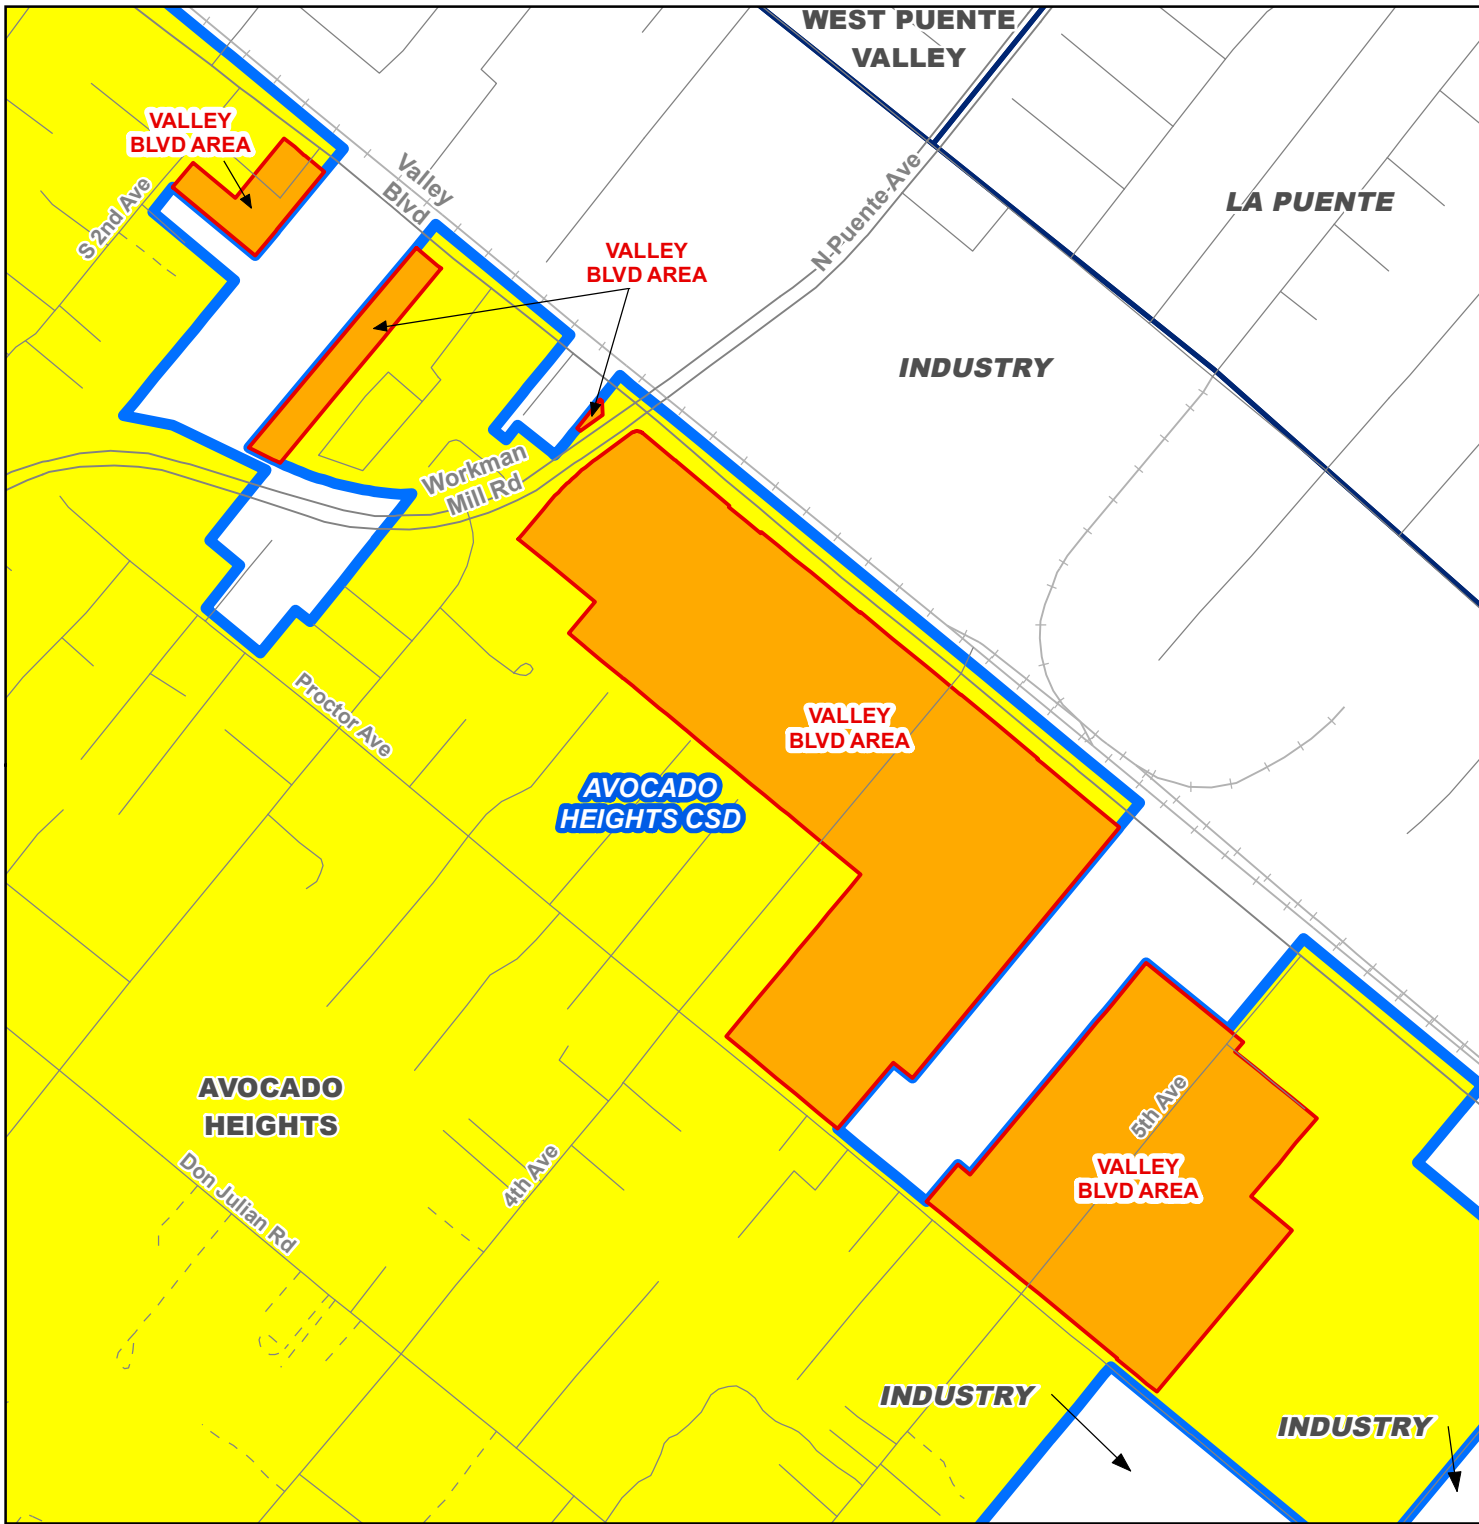 WEST PUENTE
VALLEY
VALLEY
BLVD AREA
Valley
Blvd
S 2nd Ave
N Puente Ave
LA PUENTE
VALLEY
BLVD AREA
INDUSTRY
Workman
Mill Rd
Proctor Ave
VALLEY
BLVD AREA
AVOCADO
HEIGHTS CSD
AVOCADO
HEIGHTS
5th Ave
4th Ave
VALLEY
BLVD AREA
Don Julian Rd
INDUSTRY
INDUSTRY